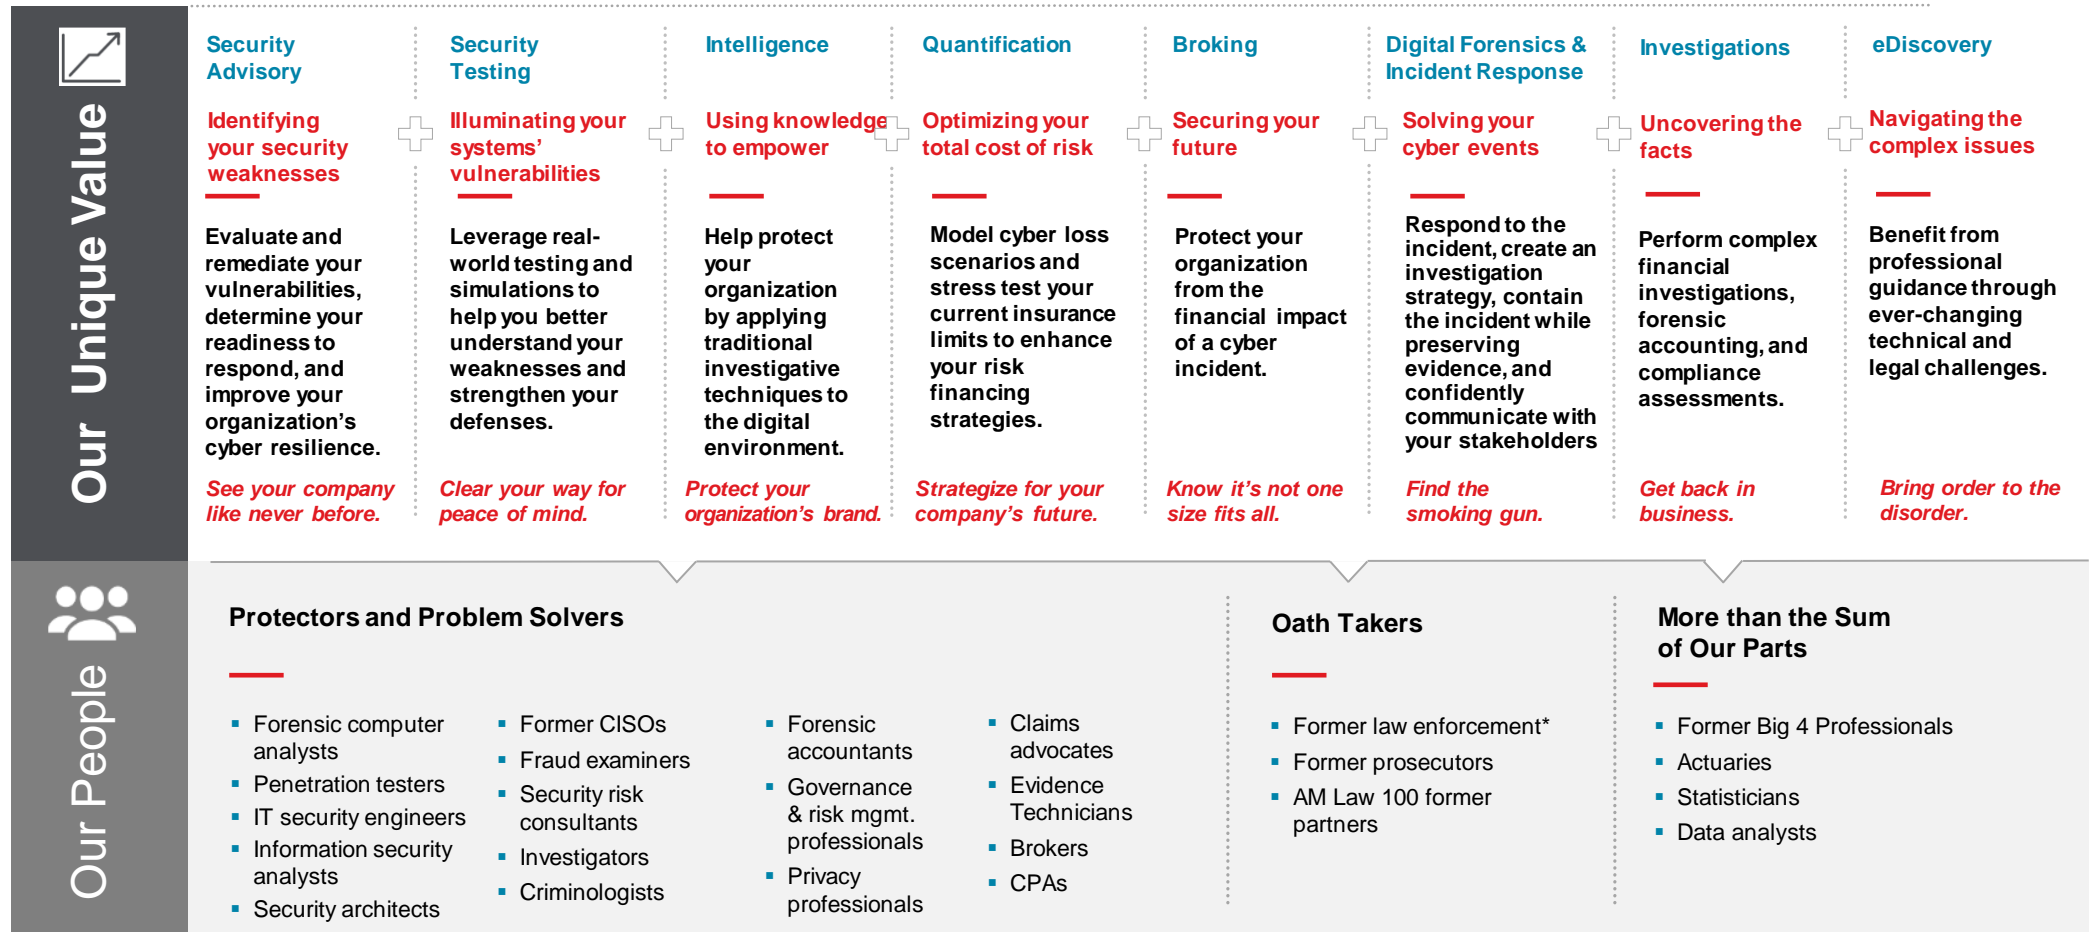 Our Unique Value
Security
Advisory
Identifying
your security
weaknesses
Evaluate and
remediate your
vulnerabilities,
determine your
readiness to
respond, and
improve your
organization’s
cyber resilience.
See your company
like never before.
Security
Testing
Illuminating your
systems’
vulnerabilities
Leverage real-
world testing and
simulations to
help you better
understand your
weaknesses and
strengthen your
defenses.
Clear your way for
peace of mind.
Intelligence
Using knowledge
to empower
Help protect
your
organization
by applying
traditional
investigative
techniques to
the digital
environment.
Protect your
organization’s brand.
Quantification
Optimizing your
total cost of risk
Model cyber loss
scenarios and
stress test your
current insurance
limits to enhance
your risk
financing
strategies.
Strategize for your
company’s future.
Broking
Securing your
future
Protect your
organization
from the
financial impact
of a cyber
incident.
Know it’s not one
size fits all.
Digital Forensics &
Incident Response
Solving your
cyber events
Respond to the
incident, create an
investigation
strategy, contain
the incident while
preserving
evidence, and
confidently
communicate with
your stakeholders
Find the
smoking gun.
Investigations
Uncovering the
facts
Perform complex
financial
investigations,
forensic
accounting, and
compliance
assessments.
Get back in
business.
eDiscovery
Navigating the
complex issues
Benefit from
professional
guidance through
ever-changing
technical and
legal challenges.
Bring order to the
disorder.
Our People
Protectors and Problem Solvers
▪ Forensic computer
analysts
▪ Penetration testers
▪ IT security engineers
▪ Information security
analysts
▪ Security architects
▪ Former CISOs
▪ Fraud examiners
▪ Security risk
consultants
▪ Investigators
▪ Criminologists
▪ Forensic
accountants
▪ Governance
& risk mgmt.
professionals
▪ Privacy
professionals
▪ Claims
advocates
▪ Evidence
Technicians
▪ Brokers
▪ CPAs
Oath Takers
▪ Former law enforcement*
▪ Former prosecutors
▪ AM Law 100 former
partners
More than the Sum
of Our Parts
▪ Former Big 4 Professionals
▪ Actuaries
▪ Statisticians
▪ Data analysts